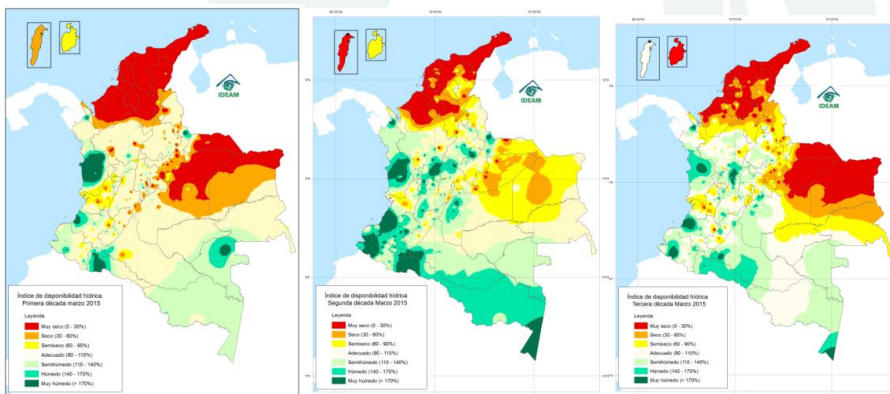 IDEAM
Índice de disponibilidad hídrica
Primera década marzo 2015
Leyenda
Muy seco (0 - 30%)
Seco (30 - 60%)
Semiseco (60 - 90%)
Adecuado (90 - 110%)
Semihúmedo (110 - 140%)
Húmedo (140 - 170%)
Muy húmedo (> 170%)
IDEAM
Índice de disponibilidad hídrica
Segunda década Marzo 2015
Leyenda
Muy seco (0 - 30%)
Seco (30 - 60%)
Semiseco (60 - 90%)
Adecuado (90 - 110%)
Semihúmedo (110 - 140%)
Húmedo (140 - 170%)
Muy húmedo (> 170%)
IDEAM
Índice de disponibilidad hídrica
Tercera década Marzo 2015
Leyenda
Muy seco (0 - 30%)
Seco (30 - 60%)
Semiseco (60 - 90%)
Adecuado (90 - 110%)
Semihúmedo (110 - 140%)
Húmedo (140 - 170%)
Muy húmedo (> 170%)